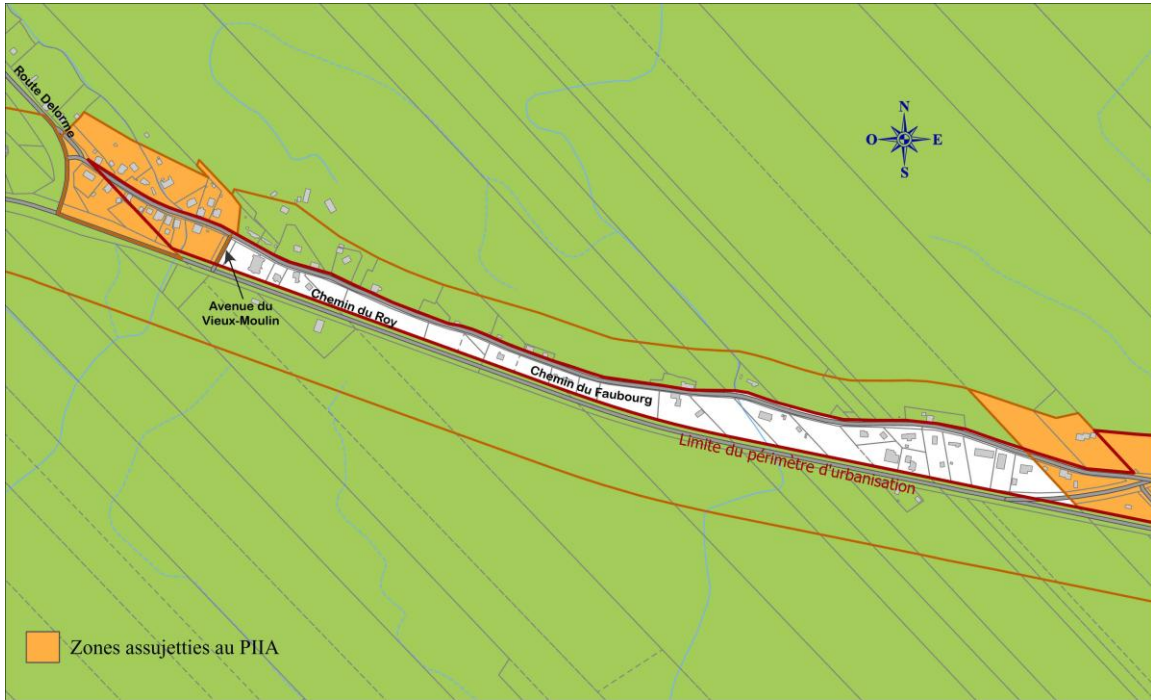 Route Delorme
N
O
E
S
Avenue du
Vieux-Moulin
Chemin du Roy
Chemin du Faubourg
Limite du périmètre d'urbanisation
Zones assujetties au PIIA